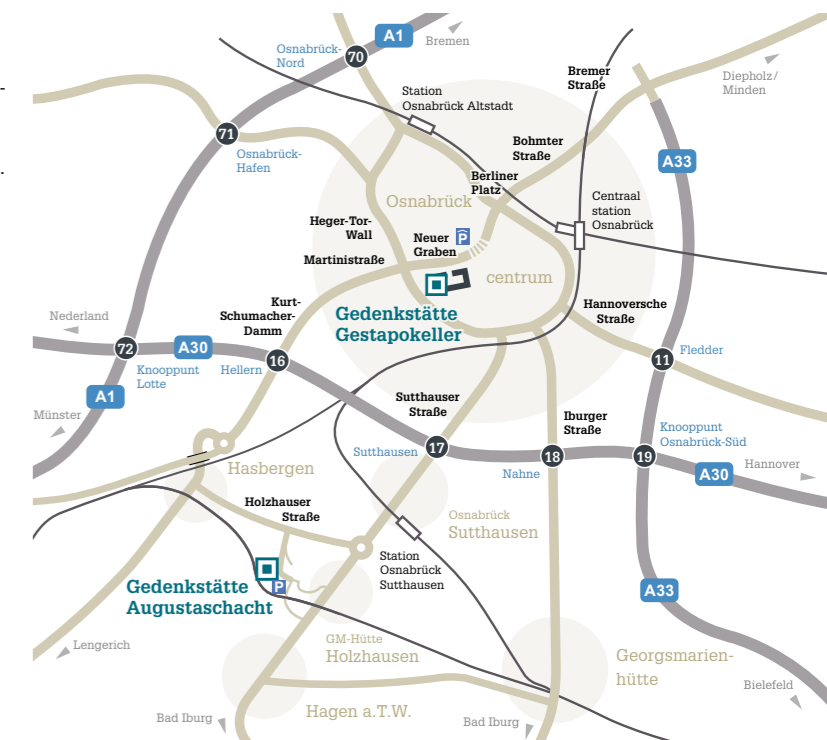 A1
Bremen
Osnabrück-
Nord
70
Bremer
Straße
Diepholz/
Minden
Station
Osnabrück Altstadt
71
Osnabrück-
Hafen
Bohmter
Straße
A33
Berliner
Platz
Osnabrück
Centraal
station
Osnabrück
Heger-Tor-
Wall
Neuer
Graben
P
Martinistraße
centrum
Kurt-
Schumacher-
Damm
Gedenkstätte
Gestapokeller
Hannoversche
Straße
Nederland
72
A30
Knooppunt
Lotte
Hellern
16
11
Fledder
A1
Münster
Sutthauser
Straße
Iburger
Straße
Knooppunt
Osnabrück-Süd
Sutthausen
17
18
19
Nahne
A30
Hannover
Hasbergen
Holzhauser
Straße
Osnabrück
Sutthausen
Station
Osnabrück
Sutthausen
Gedenkstätte
Augustaschacht
P
A33
Lengerich
GM-Hütte
Holzhausen
Georgsmarien-
hütte
Bielefeld
Hagen a.T.W.
Bad Iburg
Bad Iburg